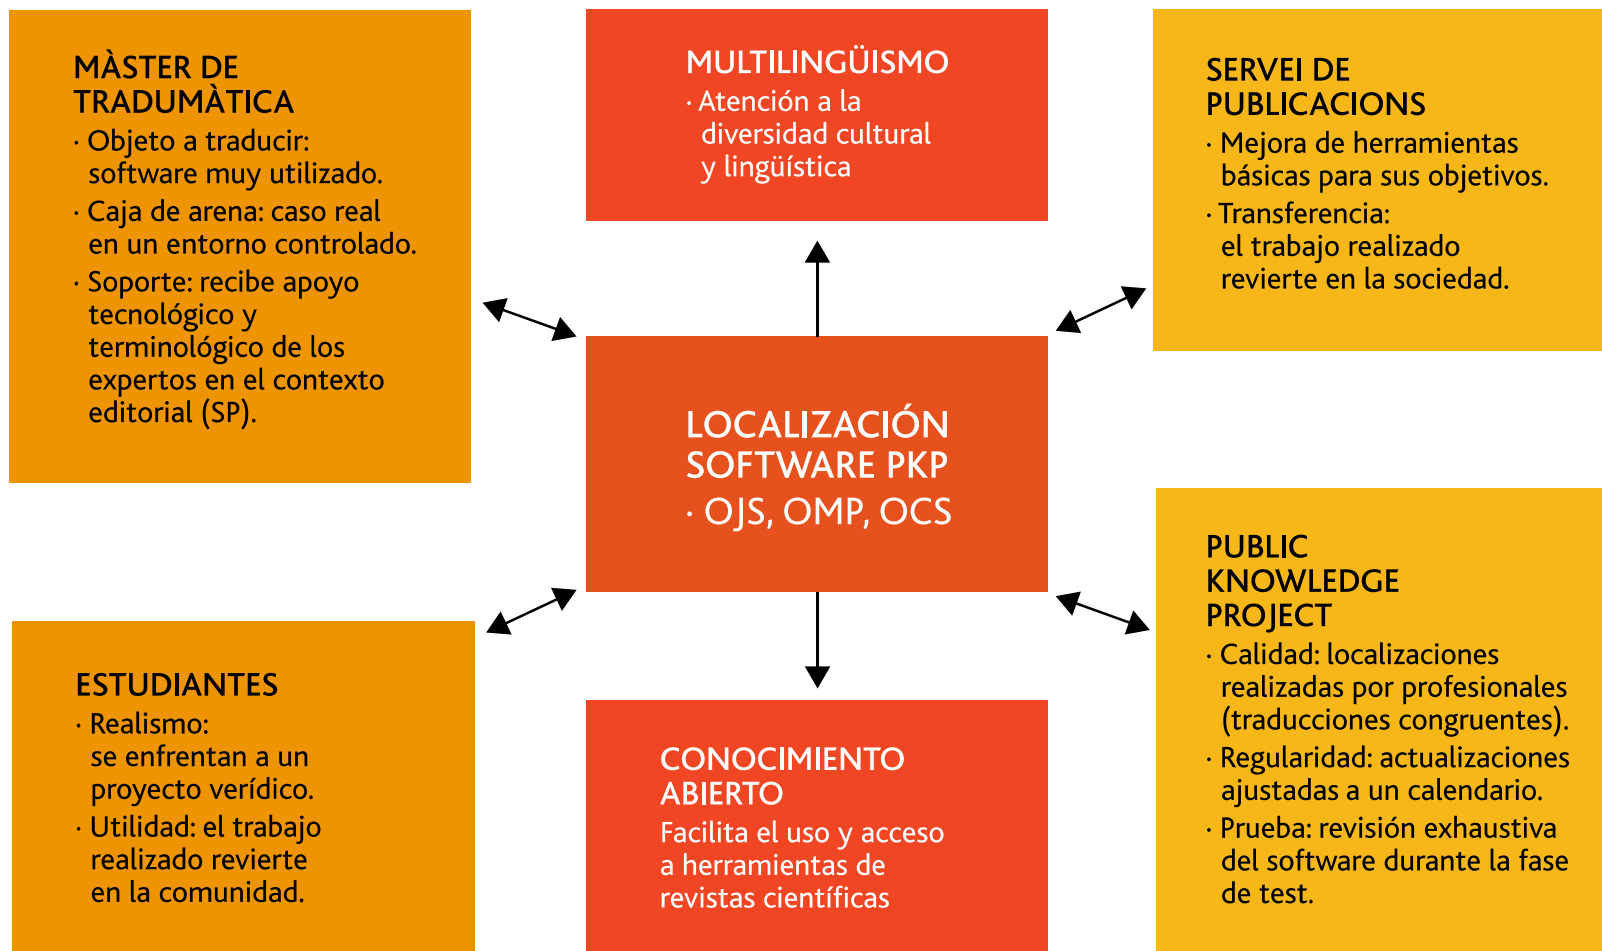 MÀSTER DE
TRADUMÀTICA
· Objeto a traducir:
software muy utilizado.
· Caja de arena: caso real
en un entorno controlado.
· Soporte: recibe apoyo
tecnológico y
terminológico de los
expertos en el contexto
editorial (SP).
MULTILINGÜISMO
· Atención a la
diversidad cultural
y lingüística
SERVEI DE
PUBLICACIONS
· Mejora de herramientas
básicas para sus objetivos.
· Transferencia:
el trabajo realizado
revierte en la sociedad.
LOCALIZACIÓN
SOFTWARE PKP
· OJS, OMP, OCS
ESTUDIANTES
· Realismo:
se enfrentan a un
proyecto verídico.
· Utilidad: el trabajo
realizado revierte
en la comunidad.
CONOCIMIENTO
ABIERTO
Facilita el uso y acceso
a herramientas de
revistas científicas
PUBLIC
KNOWLEDGE
PROJECT
· Calidad: localizaciones
realizadas por profesionales
(traducciones congruentes).
· Regularidad: actualizaciones
ajustadas a un calendario.
· Prueba: revisión exhaustiva
del software durante la fase
de test.